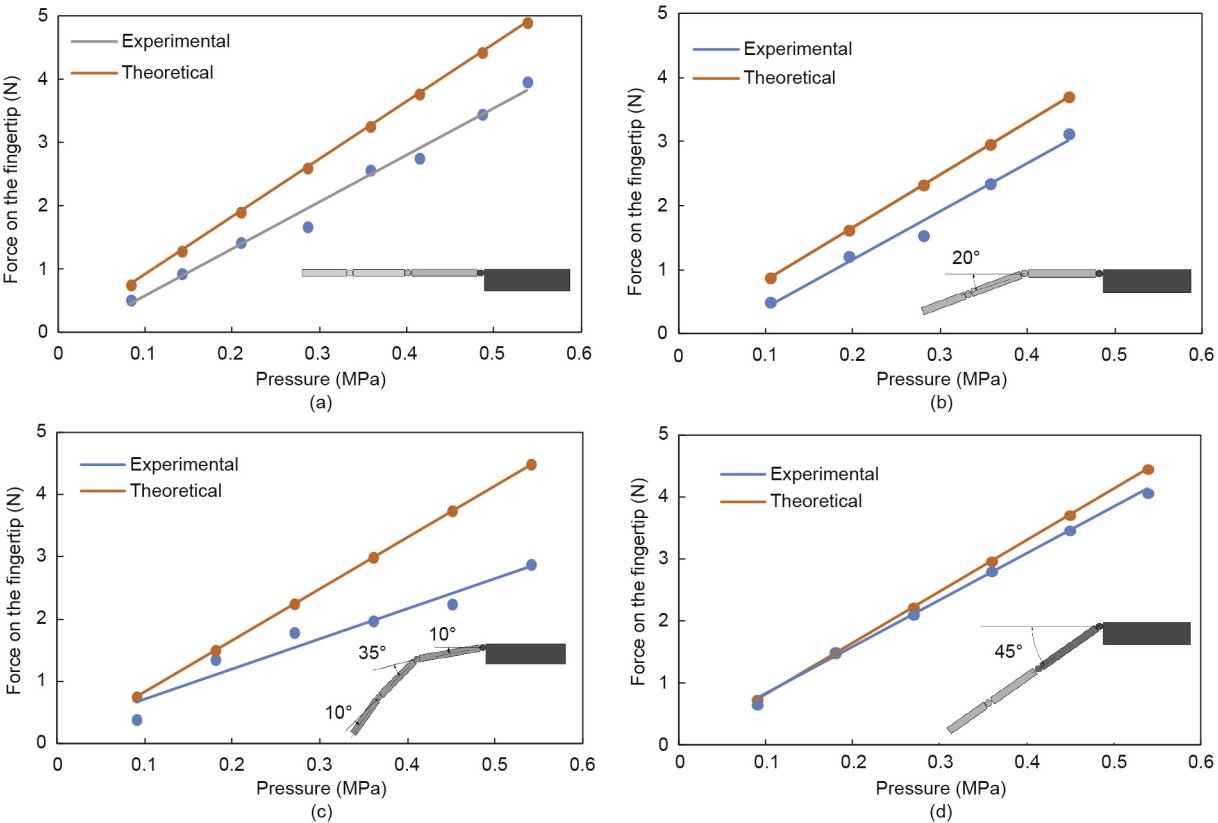 5
4
3
2
1
0
Force on the fingertip (N)
Experimental
Theoretical
0 0.1 0.2 0.3 0.4 0.5 0.6
Pressure (MPa)
(a)
5
4
3
2
1
0
Force on the fingertip (N)
Experimental
Theoretical
20°
0 0.1 0.2 0.3 0.4 0.5 0.6
Pressure (MPa)
(b)
5
4
3
2
1
0
Force on the fingertip (N)
Experimental
Theoretical
10°
35°
10°
0 0.1 0.2 0.3 0.4 0.5 0.6
Pressure (MPa)
(c)
5
4
3
2
1
0
Force on the fingertip (N)
Experimental
Theoretical
45°
0 0.1 0.2 0.3 0.4 0.5 0.6
Pressure (MPa)
(d)